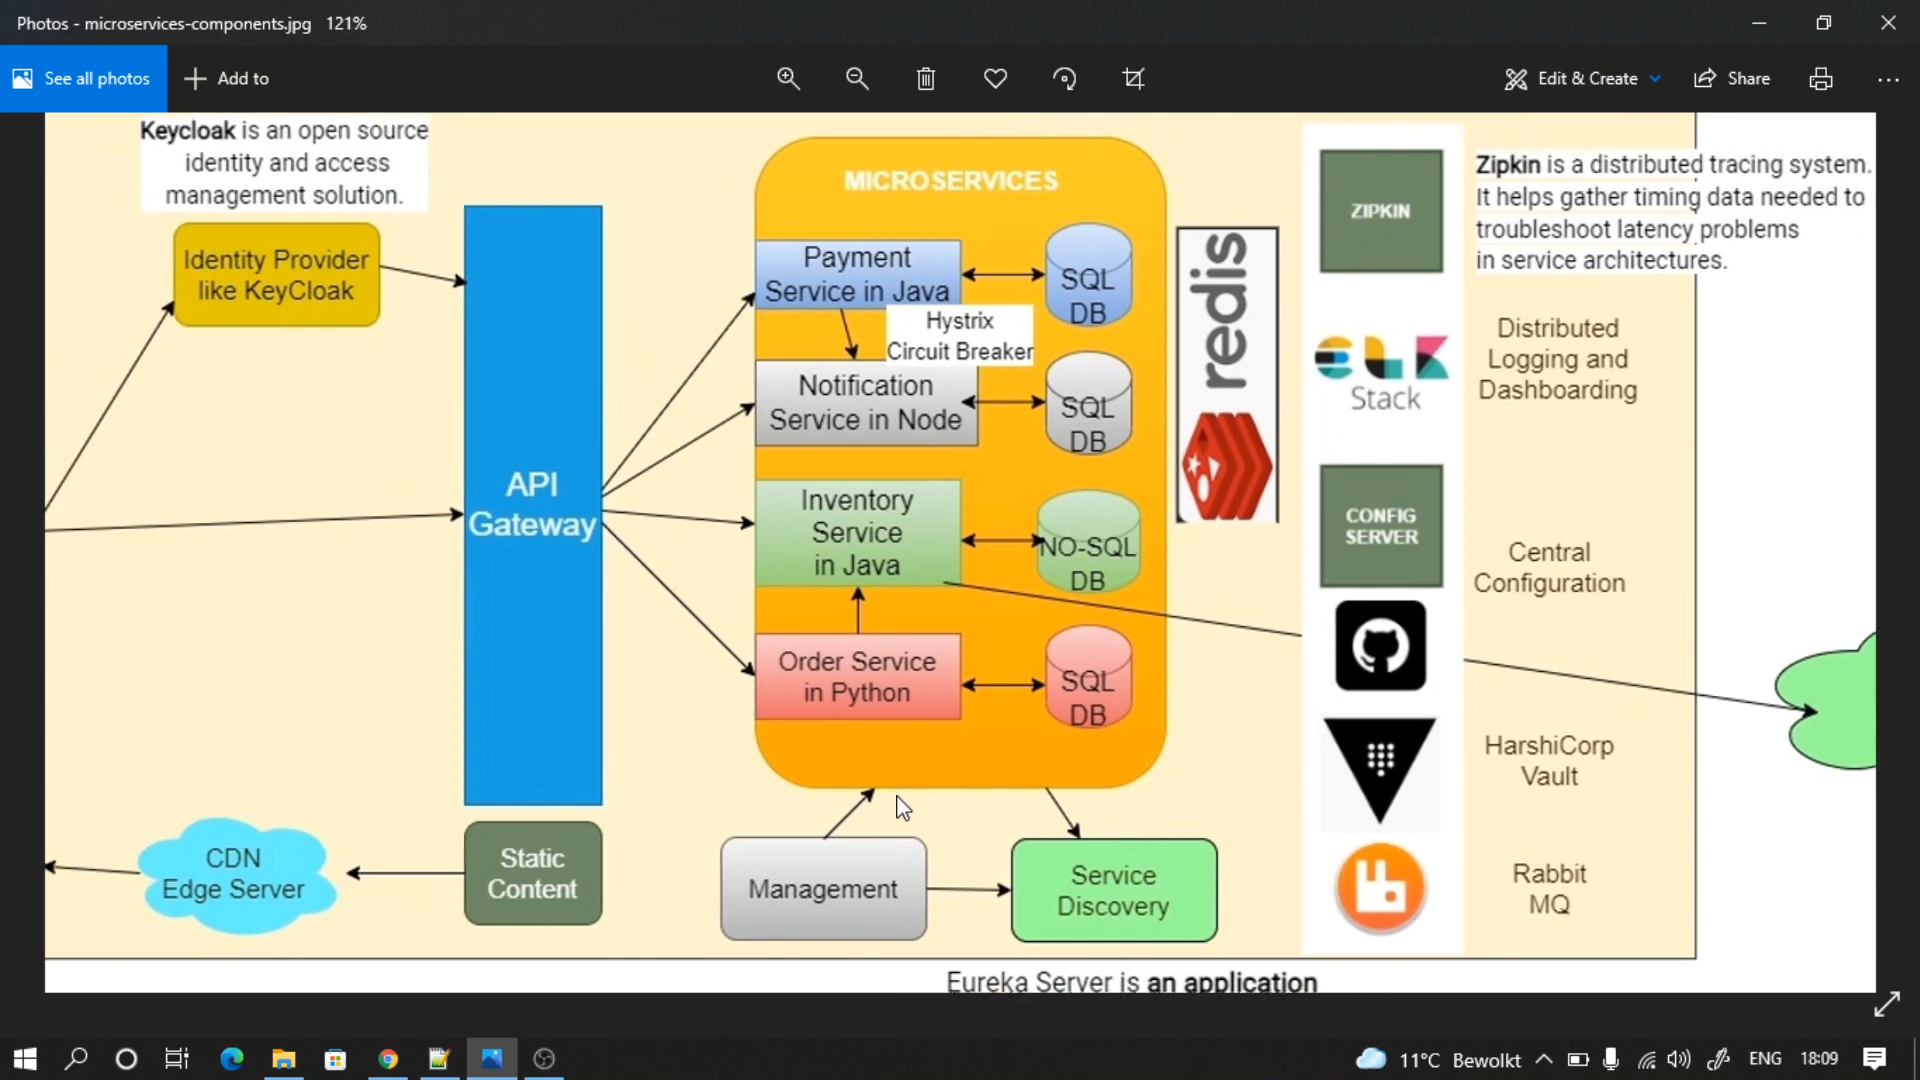 Photos - microservices-components.jpg 121%
See all photos
Add to
Edit & Create
Share
Keycloak is an open source
identity and access
management solution.
Identity Provider
like KeyCloak
API
Gateway
CDN
Edge Server
Static
Content
MICROSERVICES
Payment
Service in Java
SQL
DB
Hystrix
Circuit Breaker
Notification
Service in Node
SQL
DB
Inventory
Service
in Java
NO-SQL
DB
Order Service
in Python
SQL
DB
Management
Service
Discovery
redis
ZIPKIN
Zipkin is a distributed tracing system.
It helps gather timing data needed to
troubleshoot latency problems
in service architectures.
ELK
Stack
Distributed
Logging and
Dashboarding
CONFIG
SERVER
Central
Configuration
HarshiCorp
Vault
Rabbit
MQ
Eureka Server is an application
11°C Bewolkt
ENG
18:09